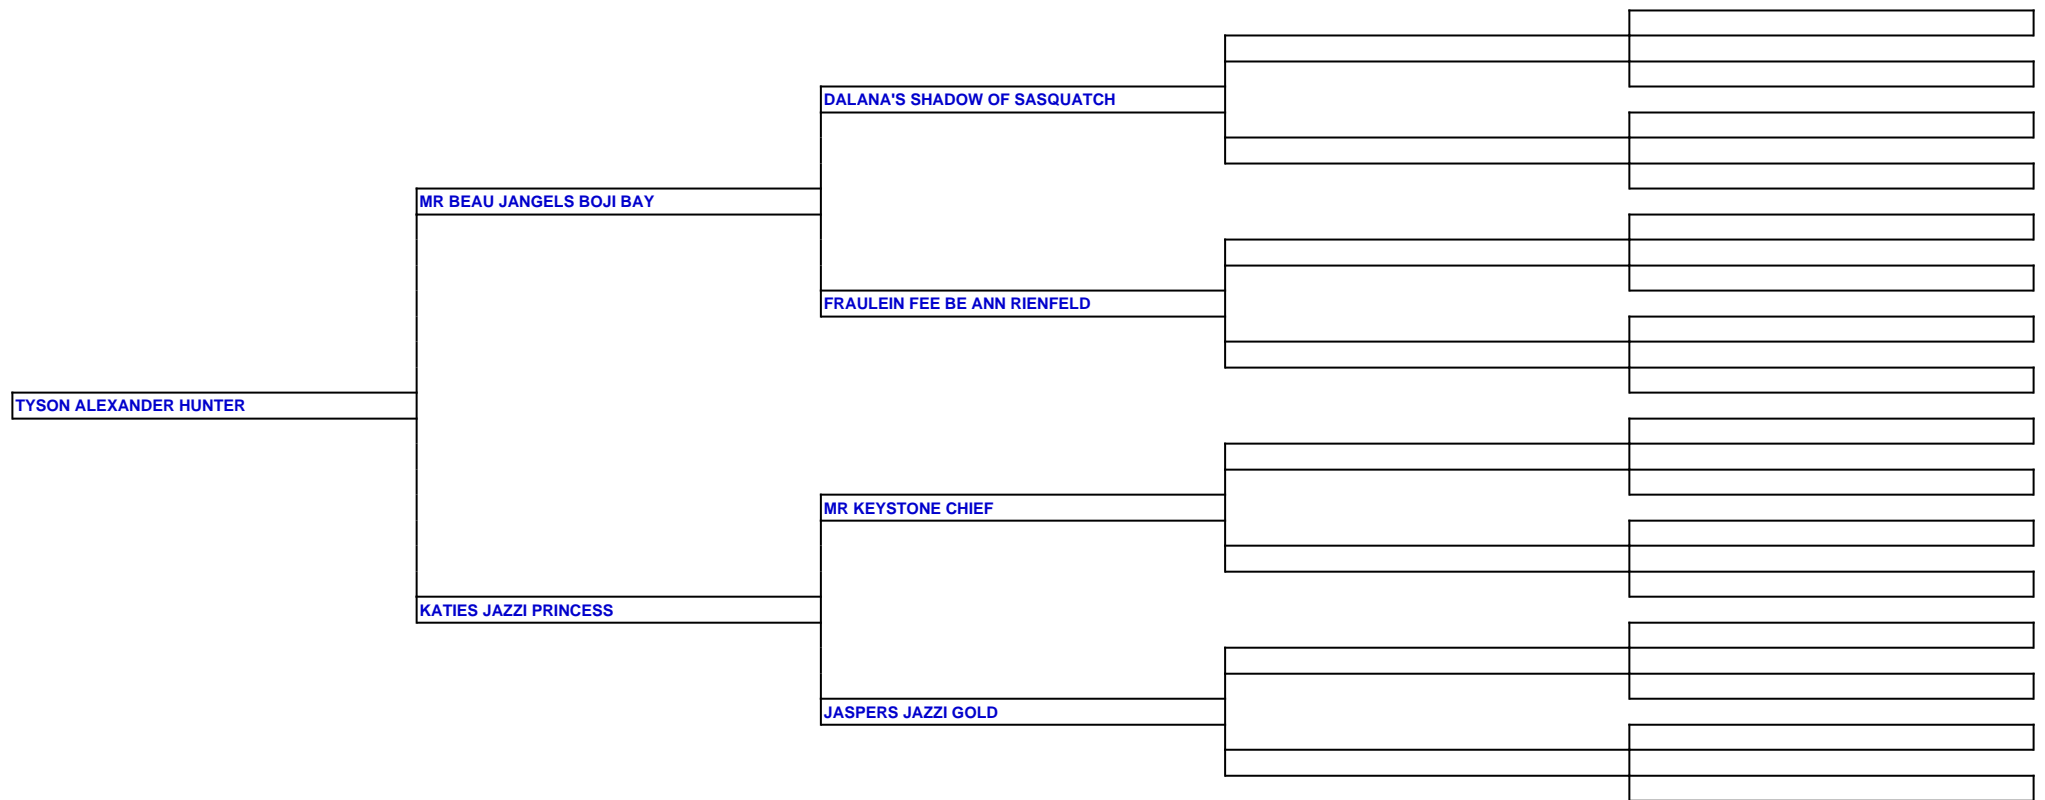 DALANA'S SHADOW OF SASQUATCH
MR BEAU JANGELS BOJI BAY
FRAULEIN FEE BE ANN RIENFELD
TYSON ALEXANDER HUNTER
MR KEYSTONE CHIEF
KATIES JAZZI PRINCESS
JASPERS JAZZI GOLD